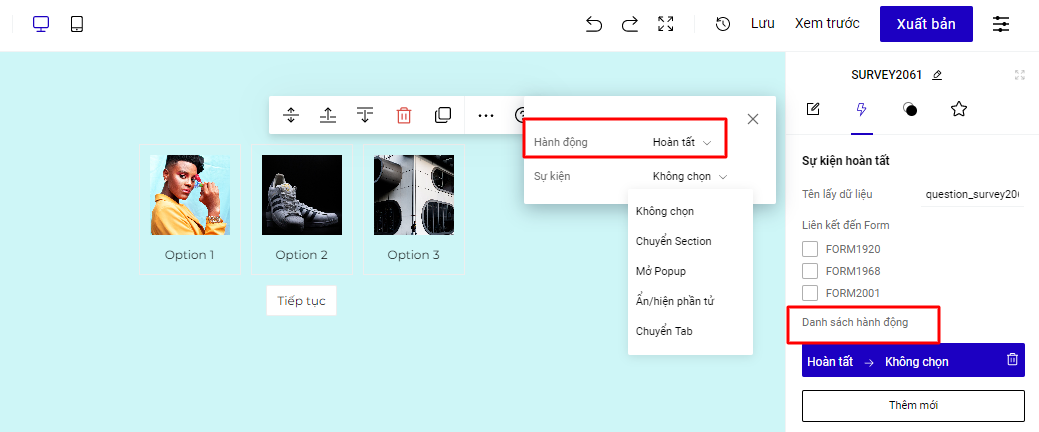 Lưu
Xem trước
Xuất bản
SURVEY2061
Hành động
Hoàn tất
Sự kiện
Không chọn
Không chọn
Chuyển Section
Mở Popup
Ẩn/hiện phần tử
Chuyển Tab
Option 1
Option 2
Option 3
Tiếp tục
Sự kiện hoàn tất
Tên lấy dữ liệu
question_survey206
Liên kết đến Form
FORM1920
FORM1968
FORM2001
Danh sách hành động
Hoàn tất → Không chọn
Thêm mới